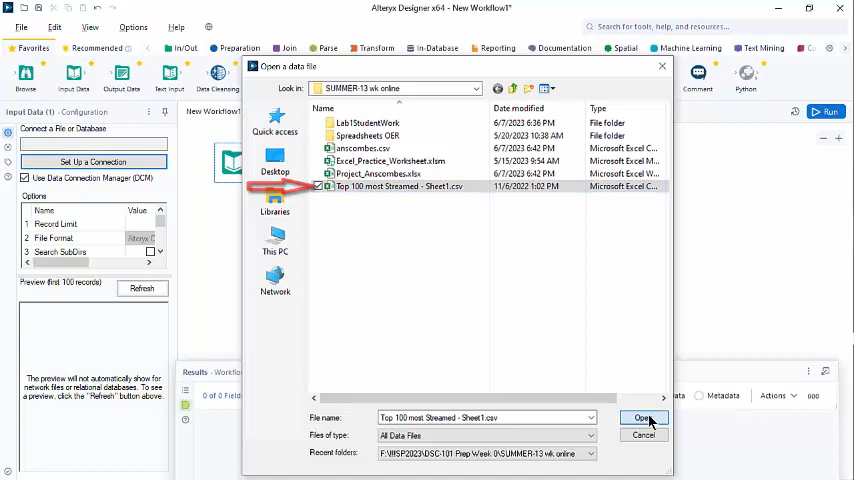 Alteryx Designer x64 - New Workflow1*
File Edit View Options Help
Search for tools, help, and resources...
Favorites Recommended In/Out Preparation Join Parse Transform In-Database Reporting Documentation Spatial Machine Learning Text Mining
Browse Input Data Output Data Text Input Data Cleansing Comment Python
Open a data file
Look in: SUMMER-13 wk online
Input Data (1) - Configuration
New Workflow1
Run
Connect a File or Database
Set Up a Connection
Use Data Connection Manager (DCM)
Options
Name Value
1 Record Limit
2 File Format Alteryx D
3 Search SubDirs
Preview (first 100 records) Refresh
The preview will not automatically show for
network files or relational databases. To see
a preview, click the "Refresh" button above.
Quick access
Desktop
Libraries
This PC
Network
Name Date modified Type
Lab1StudentWork 6/7/2023 6:36 PM File folder
Spreadsheets OER 5/20/2023 10:38 AM File folder
anscombes.csv 6/7/2023 6:42 PM Microsoft Excel C...
Excel_Practice_Worksheet.xlsm 5/15/2023 9:54 AM Microsoft Excel M...
Project_Anscombes.xlsx 6/7/2023 6:42 PM Microsoft Excel W...
Top 100 most Streamed - Sheet1.csv 11/6/2022 1:02 PM Microsoft Excel C...
File name: Top 100 most Streamed - Sheet1.csv Open
Files of type: All Data Files Cancel
Recent folders: F:\!!!SP2023\DSC-101 Prep Week 0\SUMMER-13 wk online
Results
0 of 0 Fields
Metadata Actions 000